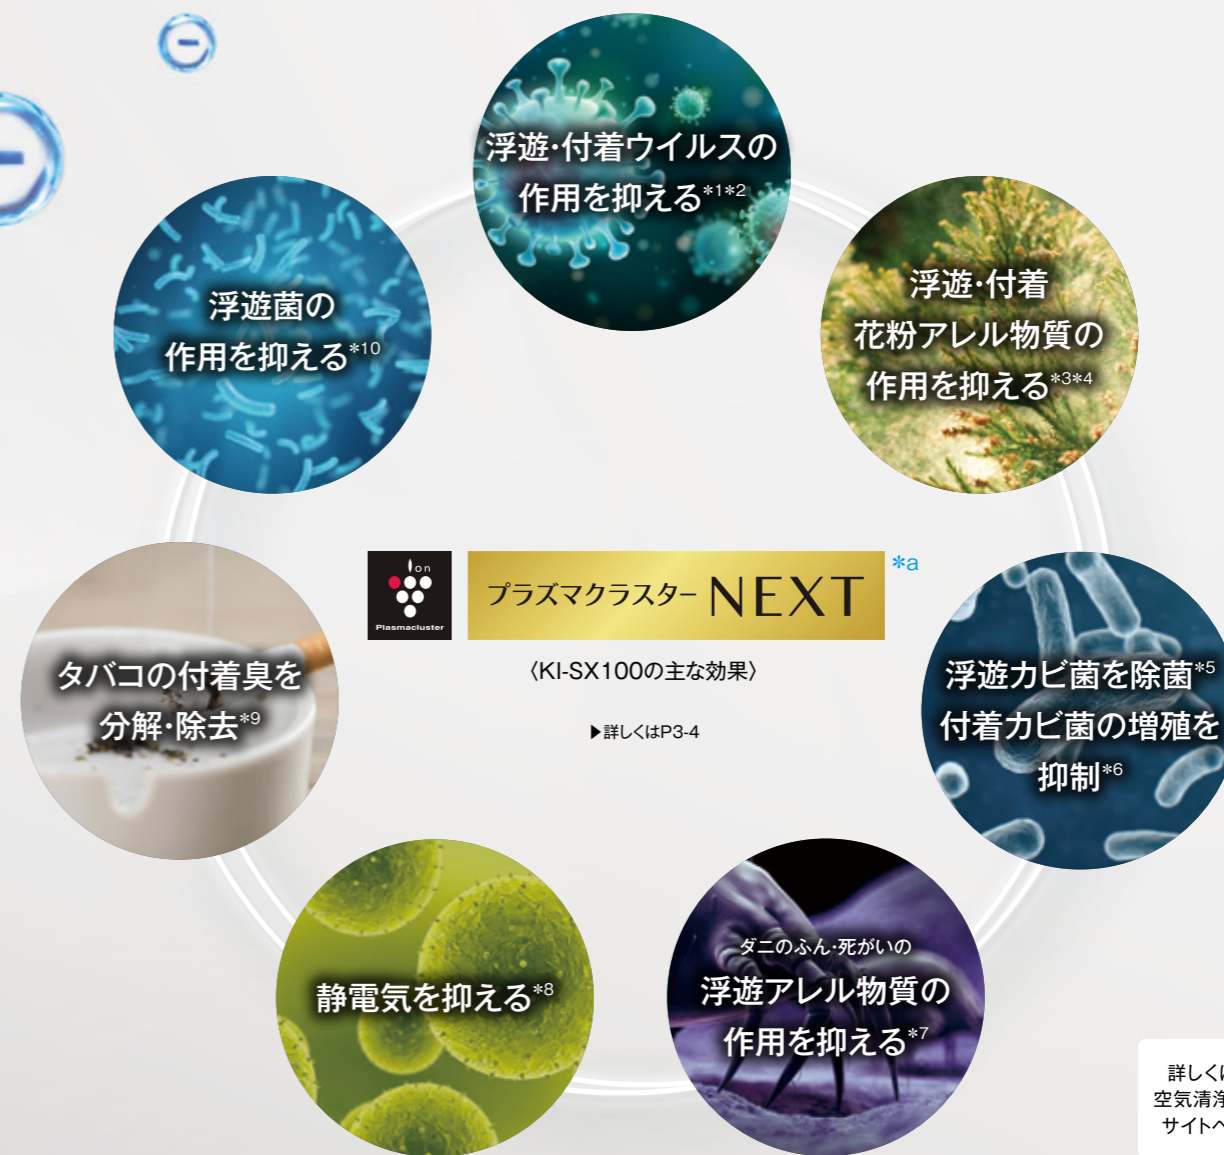 浮遊・付着ウイルスの
作用を抑える*1*2
浮遊・付着
花粉アレル物質の
作用を抑える*3*4
浮遊菌の
作用を抑える*10
ion
Plasmacluster
プラズマクラスター NEXT *a
〈KI-SX100の主な効果〉
▶詳しくはP3-4
タバコの付着臭を
分解・除去*9
浮遊カビ菌を除菌*5
付着カビ菌の増殖を
抑制*6
静電気を抑える*8
ダニのふん・死がいの
浮遊アレル物質の
作用を抑える*7
詳しく
空気清浄
サイトへ